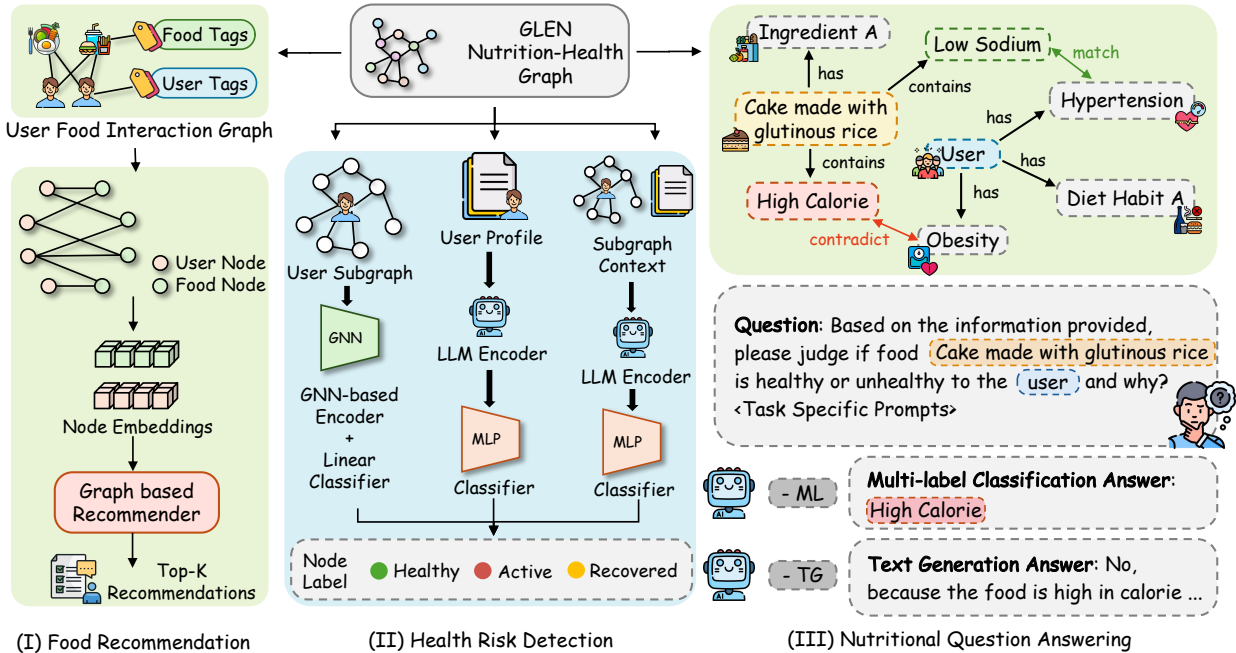 Food Tags
User Tags
User Food Interaction Graph
User Node
Food Node
Node Embeddings
Graph based
Recommender
Top-K
Recommendations
(I) Food Recommendation
GLEN
Nutrition-Health
Graph
User Subgraph
GNN
GNN-based
Encoder
+
Linear
Classifier
User Profile
AI
LLM Encoder
MLP
Classifier
Subgraph
Context
AI
LLM Encoder
MLP
Classifier
Node
Label
Healthy
Active
Recovered
(II) Health Risk Detection
Ingredient A
has
Low Sodium
contains
match
Cake made with
glutinous rice
Hypertension
has
User
contains
has
has
High Calorie
Diet Habit A
contradict
Obesity
Question: Based on the information provided,
please judge if food Cake made with glutinous rice
is healthy or unhealthy to the user and why?
<Task Specific Prompts>
?
AI
- ML
Multi-label Classification Answer:
High Calorie
AI
- TG
Text Generation Answer: No,
because the food is high in calorie ...
(III) Nutritional Question Answering